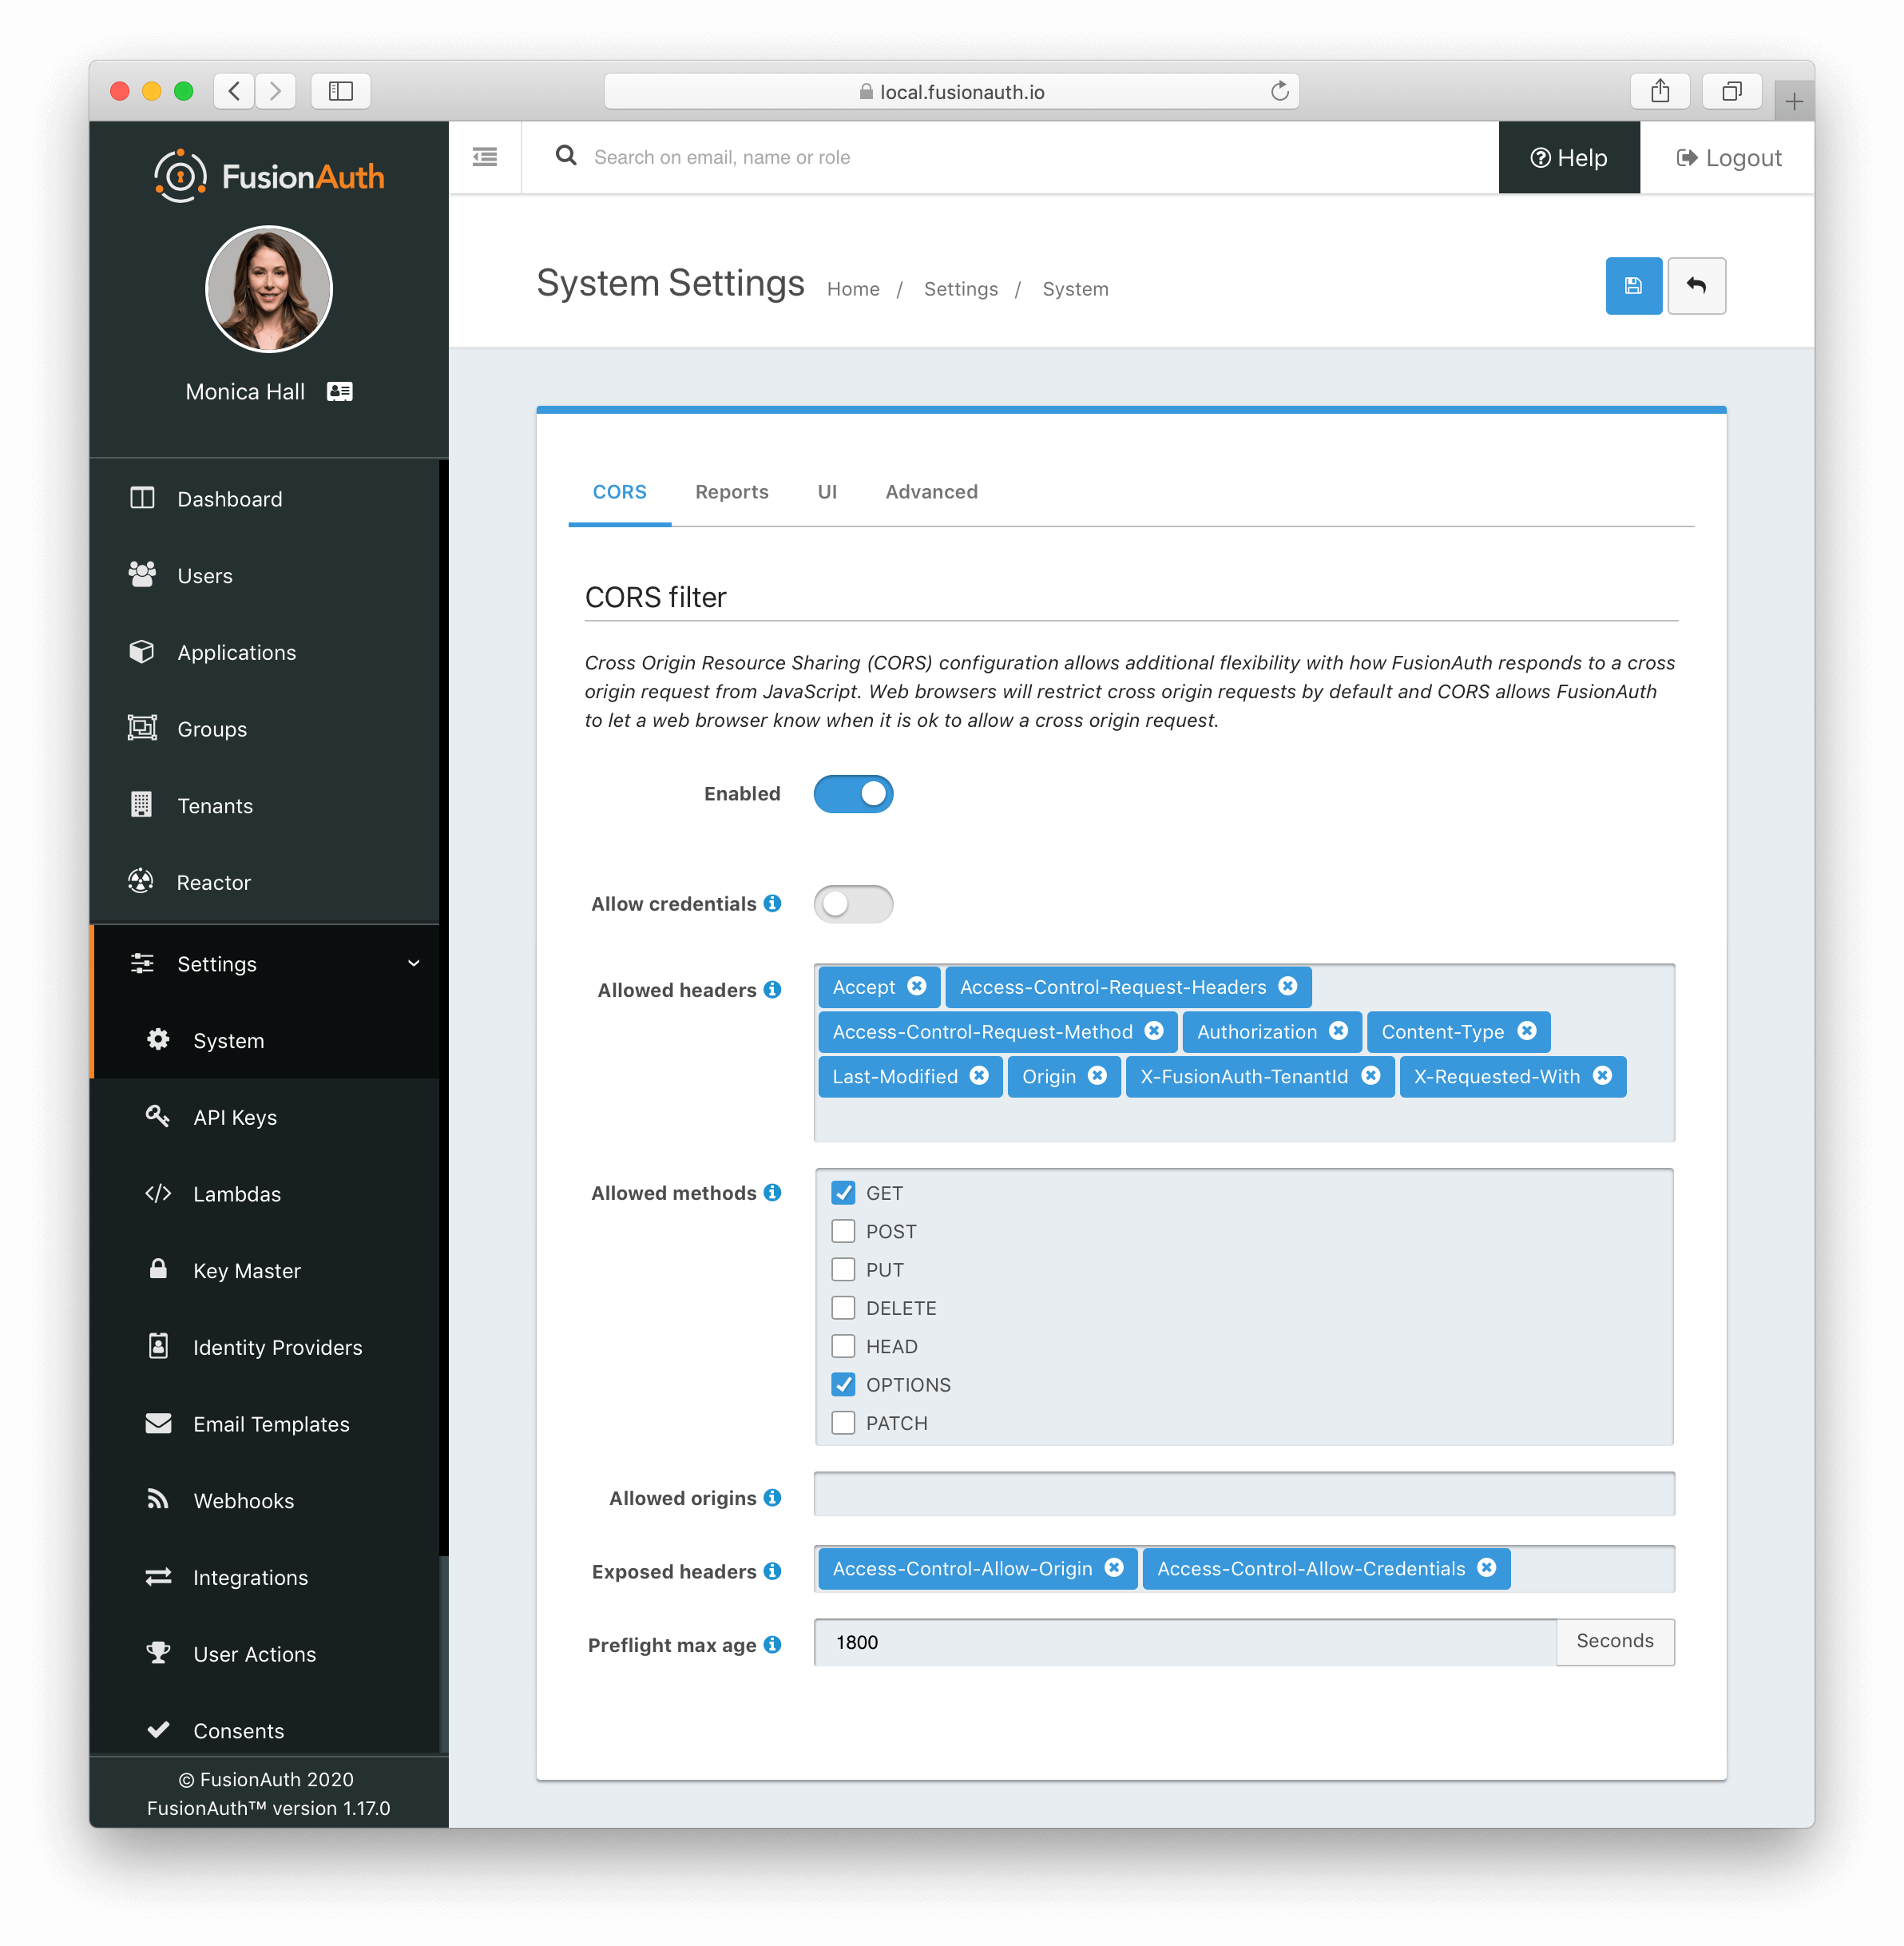 local.fusionauth.io
FusionAuth
Search on email, name or role
Help
Logout
Monica Hall
System Settings
Home / Settings / System
Dashboard
Users
Applications
Groups
Tenants
Reactor
Settings
System
API Keys
Lambdas
Key Master
Identity Providers
Email Templates
Webhooks
Integrations
User Actions
Consents
© FusionAuth 2020
FusionAuth™ version 1.17.0
CORS Reports UI Advanced
CORS filter
Cross Origin Resource Sharing (CORS) configuration allows additional flexibility with how FusionAuth responds to a cross
origin request from JavaScript. Web browsers will restrict cross origin requests by default and CORS allows FusionAuth
to let a web browser know when it is ok to allow a cross origin request.
Enabled
Allow credentials
Allowed headers
Accept Access-Control-Request-Headers
Access-Control-Request-Method Authorization Content-Type
Last-Modified Origin X-FusionAuth-TenantId X-Requested-With
Allowed methods
GET
POST
PUT
DELETE
HEAD
OPTIONS
PATCH
Allowed origins
Exposed headers
Access-Control-Allow-Origin Access-Control-Allow-Credentials
Preflight max age
1800 Seconds